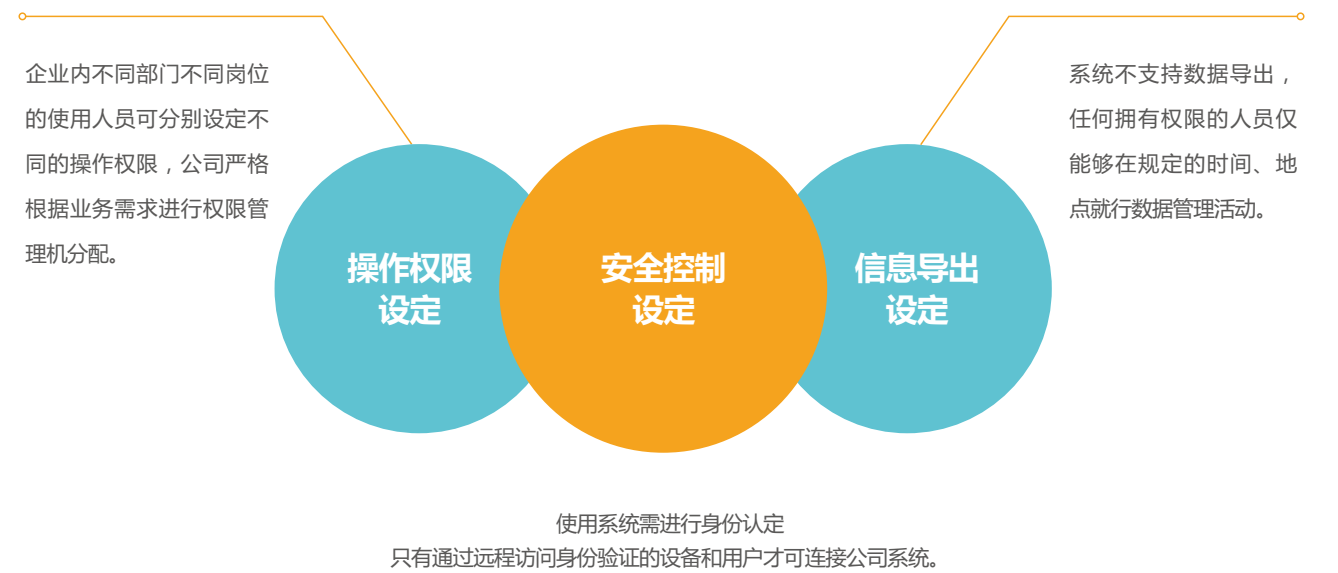 企业内不同部门不同岗位
的使用人员可分别设定不
同的操作权限，公司严格
根据业务需求进行权限管
理机分配。
系统不支持数据导出，
任何拥有权限的人员仅
能够在规定的时间、地
点就行数据管理活动。
操作权限
设定
安全控制
设定
信息导出
设定
使用系统需进行身份认定
只有通过远程访问身份验证的设备和用户才可连接公司系统。